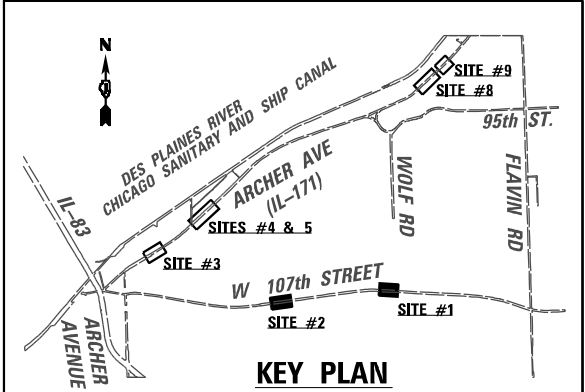 N
DES PLAINES RIVER
CHICAGO SANITARY AND SHIP CANAL
SITE #9
SITE #8
95th ST.
ARCHER AVE
(IL-171)
WOLF RD
FLAVIN RD
IL-83
SITES #4 & 5
SITE #3
W 107th STREET
SITE #1
SITE #2
ARCHER
AVENUE
KEY PLAN